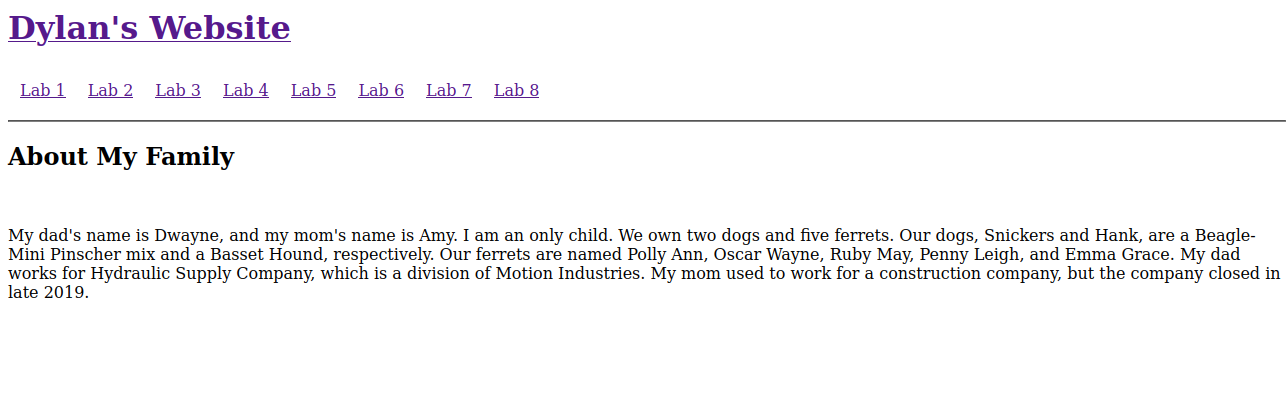 Dylan's Website
Lab 1 Lab 2 Lab 3 Lab 4 Lab 5 Lab 6 Lab 7 Lab 8
About My Family
My dad's name is Dwayne, and my mom's name is Amy. I am an only child. We own two dogs and five ferrets. Our dogs, Snickers and Hank, are a Beagle-
Mini Pinscher mix and a Basset Hound, respectively. Our ferrets are named Polly Ann, Oscar Wayne, Ruby May, Penny Leigh, and Emma Grace. My dad
works for Hydraulic Supply Company, which is a division of Motion Industries. My mom used to work for a construction company, but the company closed in
late 2019.